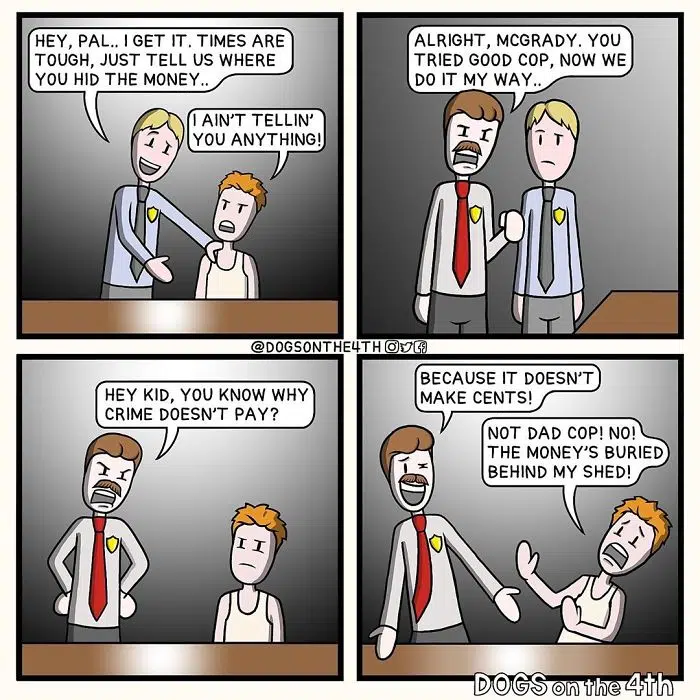 HEY, PAL.. I GET IT. TIMES ARE
TOUGH, JUST TELL US WHERE
YOU HID THE MONEY..
I AIN'T TELLIN'
YOU ANYTHING!
ALRIGHT, MCGRADY. YOU
TRIED GOOD COP, NOW WE
DO IT MY WAY..
@DOGSONTHE4TH
HEY KID, YOU KNOW WHY
CRIME DOESN'T PAY?
BECAUSE IT DOESN'T
MAKE CENTS!
NOT DAD COP! NO!
THE MONEY'S BURIED
BEHIND MY SHED!
DOGS on the 4th